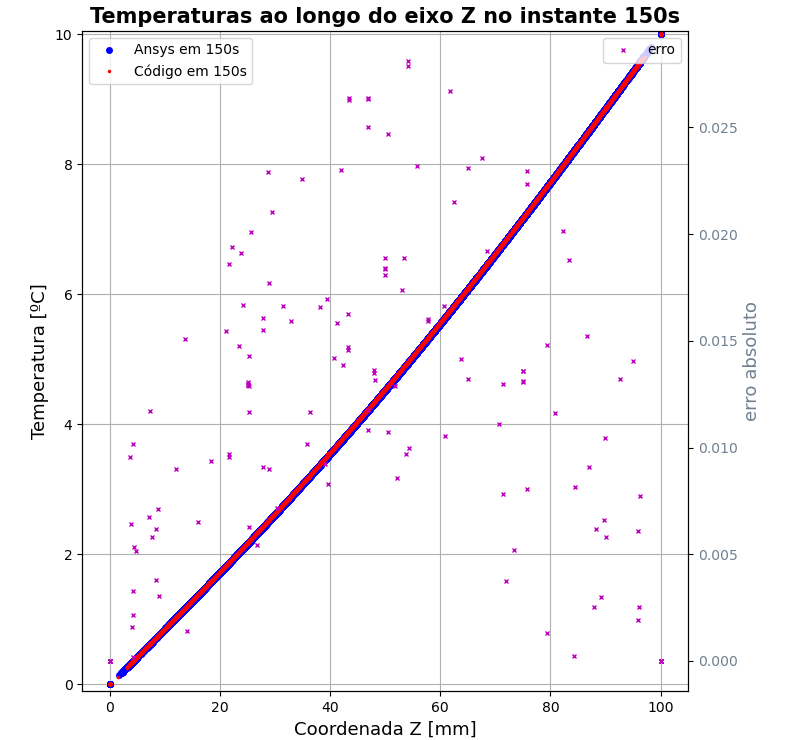 Temperaturas ao longo do eixo Z no instante 150s
Ansys em 150s
Código em 150s
erro
10
8
6
4
2
0
Temperatura [ºC]
0.025
0.020
0.015
0.010
0.005
0.000
erro absoluto
0 20 40 60 80 100
Coordenada Z [mm]